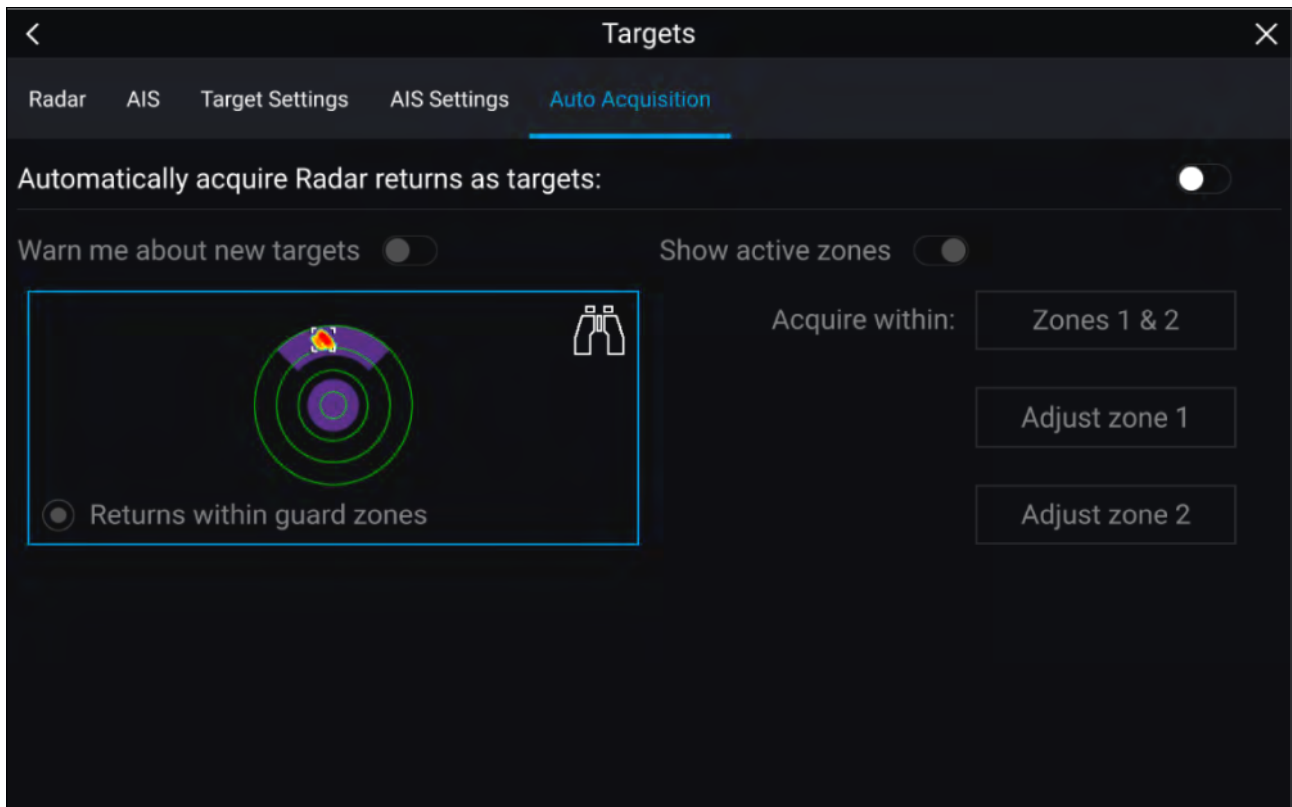 Targets
Radar AIS Target Settings AIS Settings Auto Acquisition
Automatically acquire Radar returns as targets:
Warn me about new targets Show active zones
Acquire within: Zones 1 & 2
Adjust zone 1
Returns within guard zones Adjust zone 2